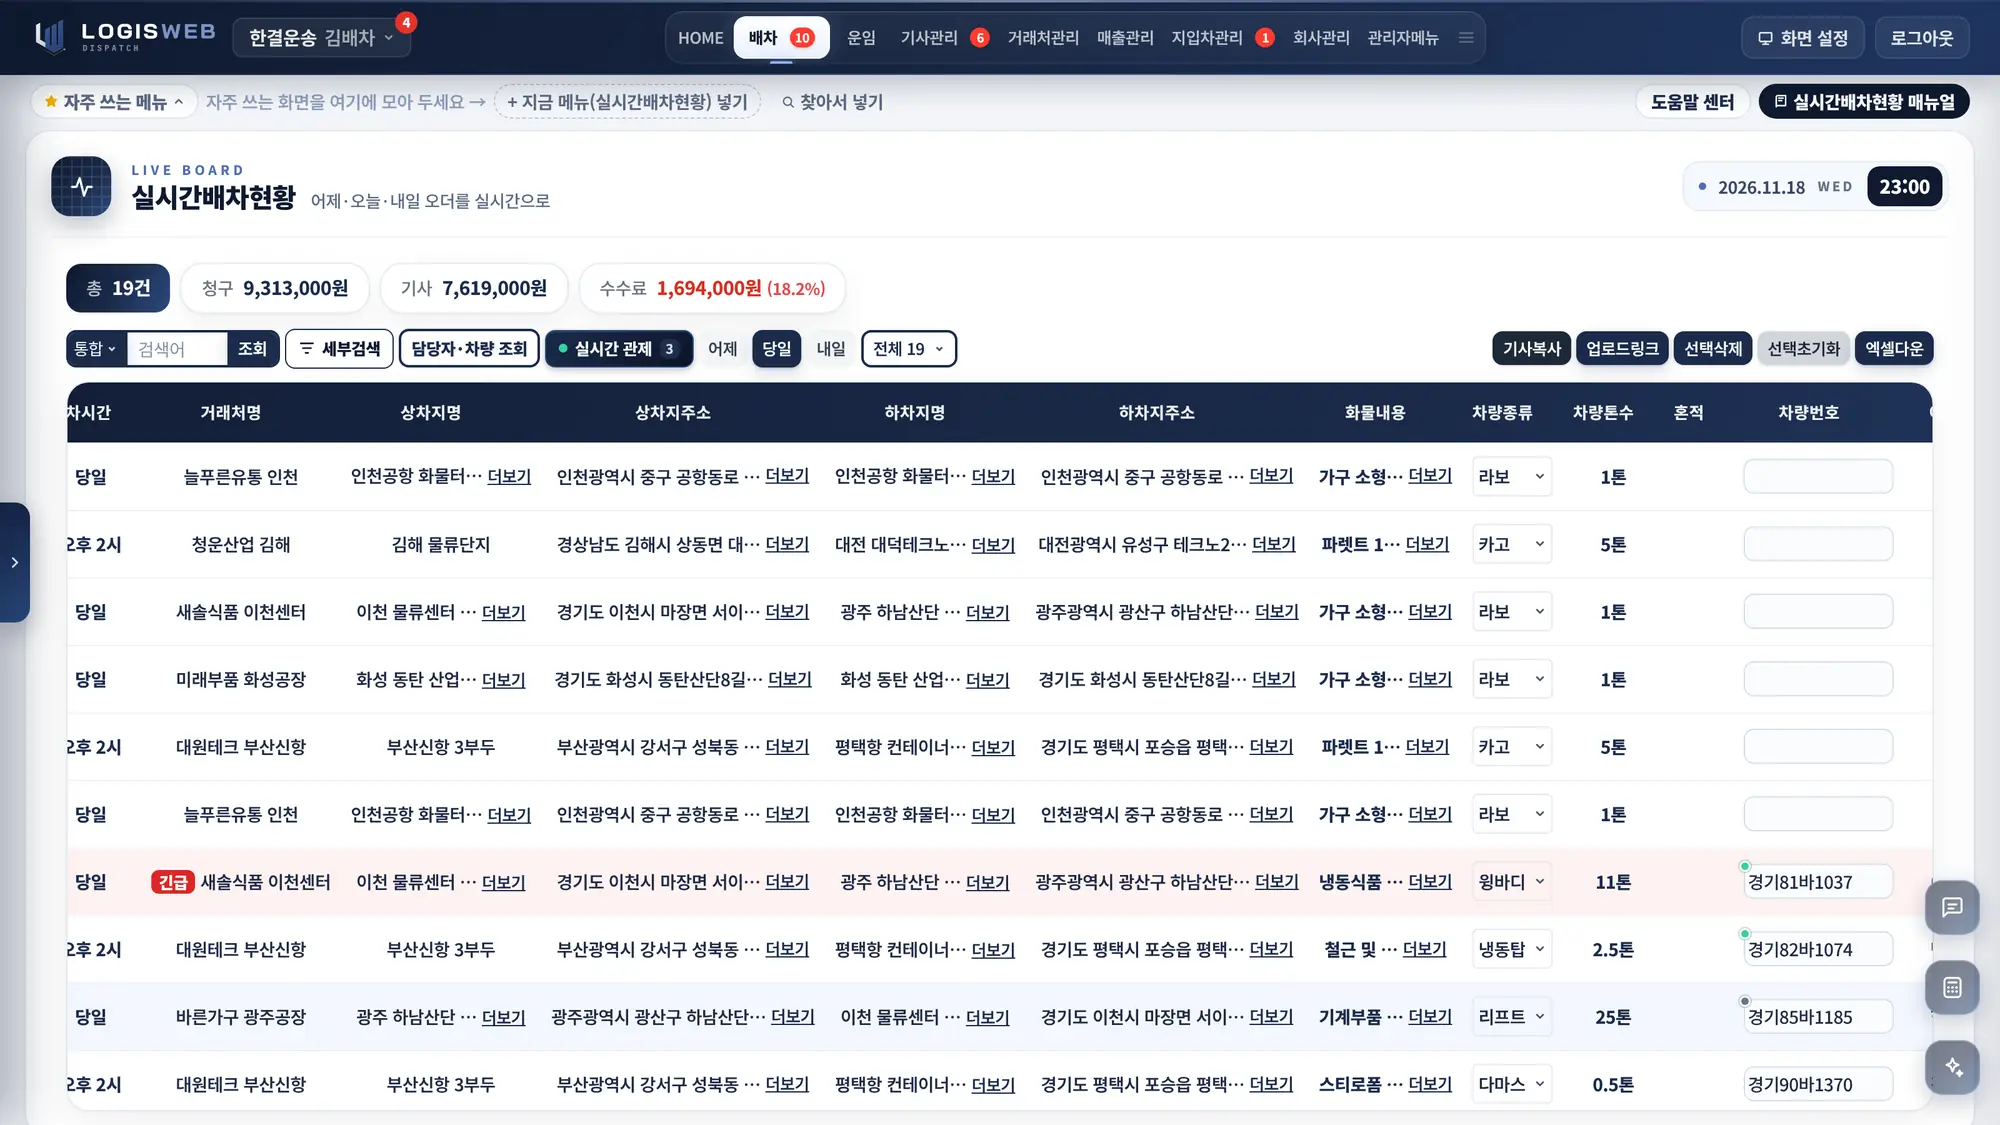 LOGISWEB
DISPATCH
한결운송 김배차
4
HOME
배차 10
운임
기사관리 6
거래처관리
매출관리
지입차관리 1
회사관리
관리자메뉴
화면 설정
로그아웃
자주 쓰는 메뉴
자주 쓰는 화면을 여기에 모아 두세요 →
+ 지금 메뉴(실시간배차현황) 넣기
찾아서 넣기
도움말 센터
실시간배차현황 매뉴얼
LIVE BOARD
실시간배차현황 어제·오늘·내일 오더를 실시간으로
2026.11.18 WED 23:00
총 19건
청구 9,313,000원
기사 7,619,000원
수수료 1,694,000원 (18.2%)
통합 검색어 조회 세부검색 담당자·차량 조회 실시간 관제 3 어제 당일 내일 전체 19
기사복사 업로드링크 선택삭제 선택초기화 엑셀다운
차시간 거래처명 상차지명 상차지주소 하차지명 하차지주소 화물내용 차량종류 차량톤수 혼적 차량번호
당일 늘푸른유통 인천 인천공항 화물터··· 더보기 인천광역시 중구 공항동로 ··· 더보기 인천공항 화물터··· 더보기 인천광역시 중구 공항동로 ··· 더보기 가구 소형··· 더보기 라보 1톤
오후 2시 청운산업 김해 김해 물류단지 경상남도 김해시 상동면 대··· 더보기 대전 대덕테크노··· 더보기 대전광역시 유성구 테크노2··· 더보기 파렛트 1··· 더보기 카고 5톤
당일 새솔식품 이천센터 이천 물류센터 ··· 더보기 경기도 이천시 마장면 서이··· 더보기 광주 하남산단 ··· 더보기 광주광역시 광산구 하남산단··· 더보기 가구 소형··· 더보기 라보 1톤
당일 미래부품 화성공장 화성 동탄 산업··· 더보기 경기도 화성시 동탄산단8길··· 더보기 화성 동탄 산업··· 더보기 경기도 화성시 동탄산단8길··· 더보기 가구 소형··· 더보기 라보 1톤
오후 2시 대원테크 부산신항 부산신항 3부두 부산광역시 강서구 성북동 ··· 더보기 평택항 컨테이너··· 더보기 경기도 평택시 포승읍 평택··· 더보기 파렛트 1··· 더보기 카고 5톤
당일 늘푸른유통 인천 인천공항 화물터··· 더보기 인천광역시 중구 공항동로 ··· 더보기 인천공항 화물터··· 더보기 인천광역시 중구 공항동로 ··· 더보기 가구 소형··· 더보기 라보 1톤
당일 긴급 새솔식품 이천센터 이천 물류센터 ··· 더보기 경기도 이천시 마장면 서이··· 더보기 광주 하남산단 ··· 더보기 광주광역시 광산구 하남산단··· 더보기 냉동식품 ··· 더보기 윙바디 11톤 경기81바1037
오후 2시 대원테크 부산신항 부산신항 3부두 부산광역시 강서구 성북동 ··· 더보기 평택항 컨테이너··· 더보기 경기도 평택시 포승읍 평택··· 더보기 철근 및 ··· 더보기 냉동탑 2.5톤 경기82바1074
당일 바른가구 광주공장 광주 하남산단 ··· 더보기 광주광역시 광산구 하남산단··· 더보기 이천 물류센터 ··· 더보기 경기도 이천시 마장면 서이··· 더보기 기계부품 ··· 더보기 리프트 25톤 경기85바1185
오후 2시 대원테크 부산신항 부산신항 3부두 부산광역시 강서구 성북동 ··· 더보기 평택항 컨테이너··· 더보기 경기도 평택시 포승읍 평택··· 더보기 스티로폼 ··· 더보기 다마스 0.5톤 경기90바1370